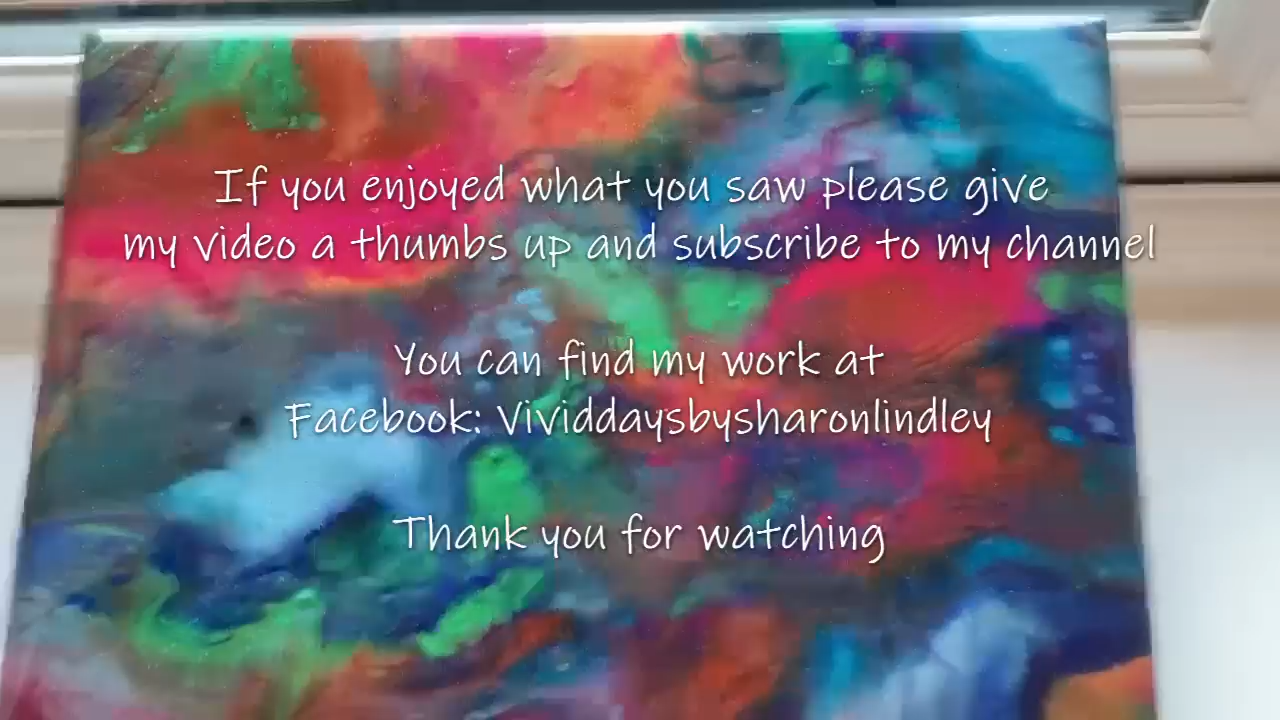 If you enjoyed what you saw please give
my video a thumbs up and subscribe to my channel
You can find my work at
Facebook: Vividdaysbysharonlindley
Thank you for watching